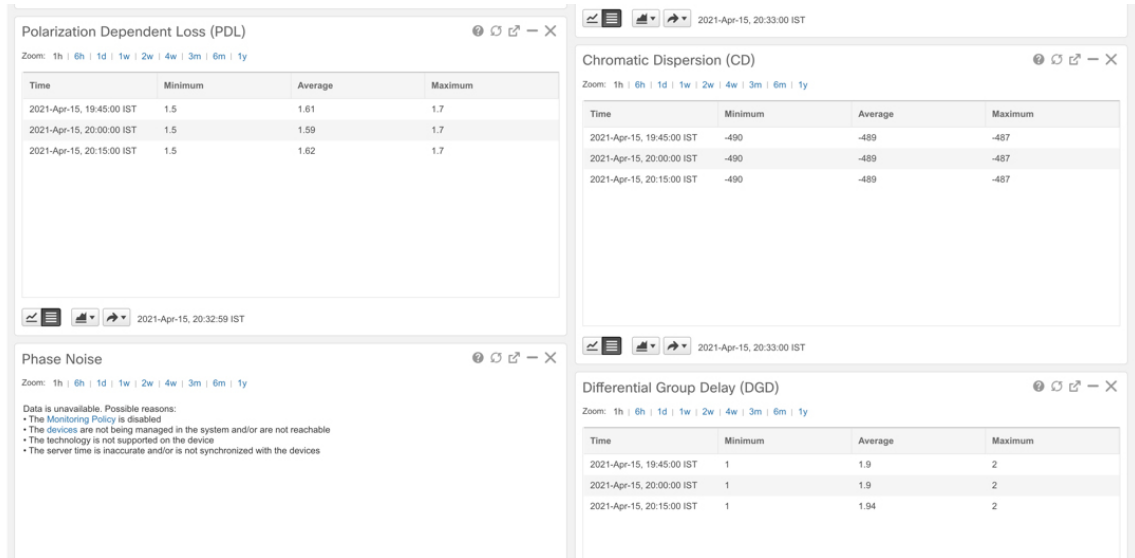 Polarization Dependent Loss (PDL)
Zoom: 1h | 6h | 1d | 1w | 2w | 4w | 3m | 6m | 1y
Time Minimum Average Maximum
2021-Apr-15, 19:45:00 IST 1.5 1.61 1.7
2021-Apr-15, 20:00:00 IST 1.5 1.59 1.7
2021-Apr-15, 20:15:00 IST 1.5 1.62 1.7
2021-Apr-15, 20:32:59 IST
Phase Noise
Zoom: 1h | 6h | 1d | 1w | 2w | 4w | 3m | 6m | 1y
Data is unavailable. Possible reasons:
• The Monitoring Policy is disabled
• The devices are not being managed in the system and/or are not reachable
• The technology is not supported on the device
• The server time is inaccurate and/or is not synchronized with the devices
2021-Apr-15, 20:33:00 IST
Chromatic Dispersion (CD)
Zoom: 1h | 6h | 1d | 1w | 2w | 4w | 3m | 6m | 1y
Time Minimum Average Maximum
2021-Apr-15, 19:45:00 IST -490 -489 -487
2021-Apr-15, 20:00:00 IST -490 -489 -487
2021-Apr-15, 20:15:00 IST -490 -489 -487
2021-Apr-15, 20:33:00 IST
Differential Group Delay (DGD)
Zoom: 1h | 6h | 1d | 1w | 2w | 4w | 3m | 6m | 1y
Time Minimum Average Maximum
2021-Apr-15, 19:45:00 IST 1 1.9 2
2021-Apr-15, 20:00:00 IST 1 1.9 2
2021-Apr-15, 20:15:00 IST 1 1.94 2